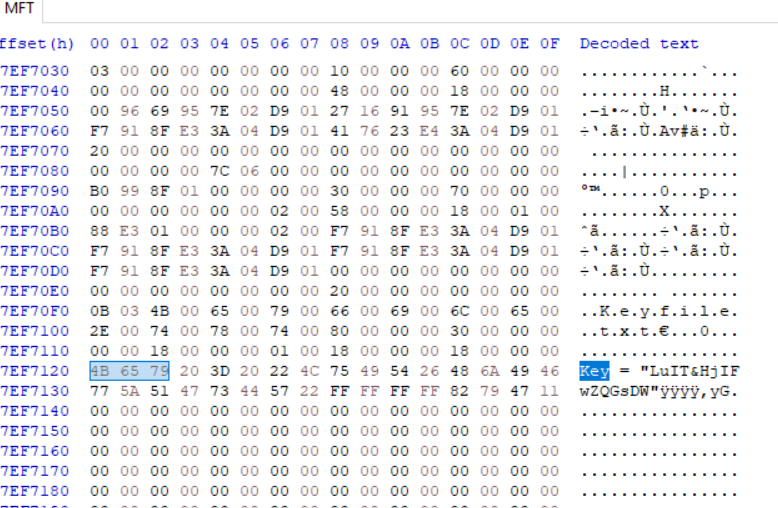 MFT
ffset(h) 00 01 02 03 04 05 06 07 08 09 0A 0B 0C 0D 0E 0F Decoded text
7EF7030 03 00 00 00 00 00 00 00 10 00 00 00 60 00 00 00 ............`...
7EF7040 00 00 00 00 00 00 00 00 48 00 00 00 18 00 00 00 ........H.......
7EF7050 00 96 69 95 7E 02 D9 01 27 16 91 95 7E 02 D9 01 .–i•~.Ù.'.‘•~.Ù.
7EF7060 F7 91 8F E3 3A 04 D9 01 41 76 23 E4 3A 04 D9 01 ÷‘.ã:.Ù.Av#ä:.Ù.
7EF7070 20 00 00 00 00 00 00 00 00 00 00 00 00 00 00 00 ...............
7EF7080 00 00 00 00 7C 06 00 00 00 00 00 00 00 00 00 00 ....|...........
7EF7090 B0 99 8F 01 00 00 00 00 30 00 00 00 70 00 00 00 °™......0...p...
7EF70A0 00 00 00 00 00 00 02 00 58 00 00 00 18 00 01 00 ........X.......
7EF70B0 88 E3 01 00 00 00 02 00 F7 91 8F E3 3A 04 D9 01 ˆã......÷‘.ã:.Ù.
7EF70C0 F7 91 8F E3 3A 04 D9 01 F7 91 8F E3 3A 04 D9 01 ÷‘.ã:.Ù.÷‘.ã:.Ù.
7EF70D0 F7 91 8F E3 3A 04 D9 01 00 00 00 00 00 00 00 00 ÷‘.ã:.Ù.........
7EF70E0 00 00 00 00 00 00 00 00 20 00 00 00 00 00 00 00 ........ .......
7EF70F0 0B 03 4B 00 65 00 79 00 66 00 69 00 6C 00 65 00 ..K.e.y.f.i.l.e.
7EF7100 2E 00 74 00 78 00 74 00 80 00 00 00 30 00 00 00 ..t.x.t.€...0...
7EF7110 00 00 18 00 00 00 01 00 18 00 00 00 18 00 00 00 ................
7EF7120 4B 65 79 20 3D 20 22 4C 75 49 54 26 48 6A 49 46 Key = "LuIT&HjIF
7EF7130 77 5A 51 47 73 44 57 22 FF FF FF FF 82 79 47 11 wZQGsDW"ÿÿÿÿ‚yG.
7EF7140 00 00 00 00 00 00 00 00 00 00 00 00 00 00 00 00 ................
7EF7150 00 00 00 00 00 00 00 00 00 00 00 00 00 00 00 00 ................
7EF7160 00 00 00 00 00 00 00 00 00 00 00 00 00 00 00 00 ................
7EF7170 00 00 00 00 00 00 00 00 00 00 00 00 00 00 00 00 ................
7EF7180 00 00 00 00 00 00 00 00 00 00 00 00 00 00 00 00 ................